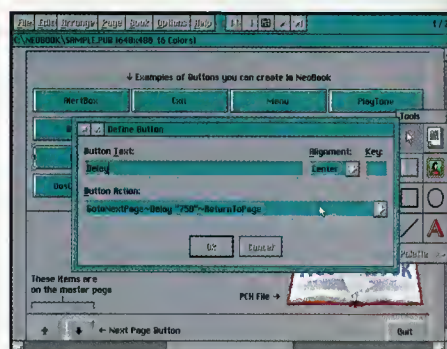 File Edit Arrange Page Book Options Help
C:\NEOBOOK\SAMPLE.PUB (640x480, 16 Colors)
↓ Examples of Buttons you can create in NeoBook
AlertBox Exit Menu PlayTone
Tools
Define Button
Button Text: Alignment: Key:
Delay Center
Button Action:
GotoNextPage~Delay "750"~ReturnToPage
OK Cancel
A
These items are
on the master page
PCX File →
← Next Page Button
Quit